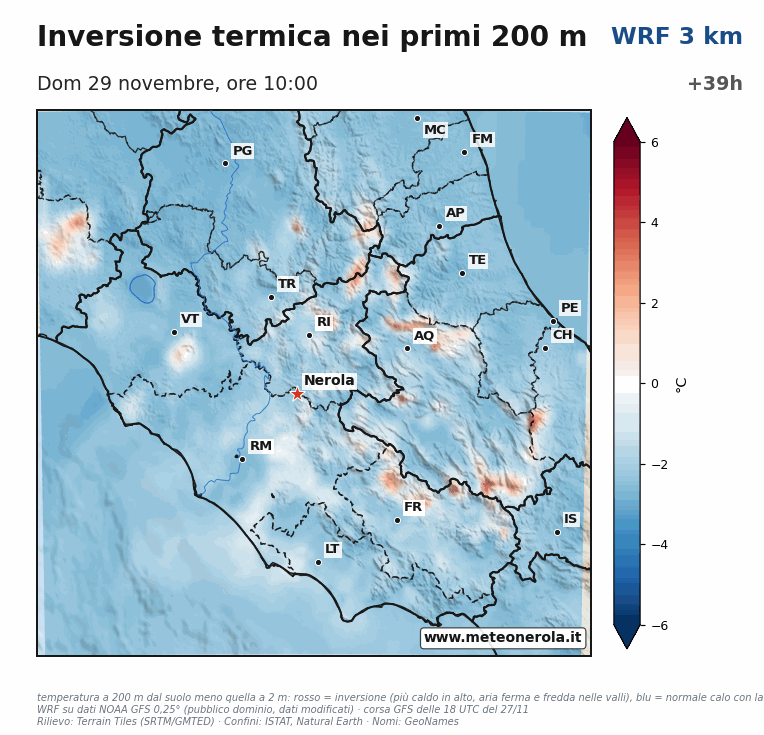 Inversione termica nei primi 200 m WRF 3 km
Dom 29 novembre, ore 10:00 +39h
MC
FM
PG
AP
TE
TR
PE
VT
RI
AQ
CH
Nerola
RM
FR
IS
LT
www.meteonerola.it
6
4
2
0
−2
−4
−6
°C
temperatura a 200 m dal suolo meno quella a 2 m: rosso = inversione (più caldo in alto, aria ferma e fredda nelle valli), blu = normale calo con la
WRF su dati NOAA GFS 0,25° (pubblico dominio, dati modificati) · corsa GFS delle 18 UTC del 27/11
Rilievo: Terrain Tiles (SRTM/GMTED) · Confini: ISTAT, Natural Earth · Nomi: GeoNames